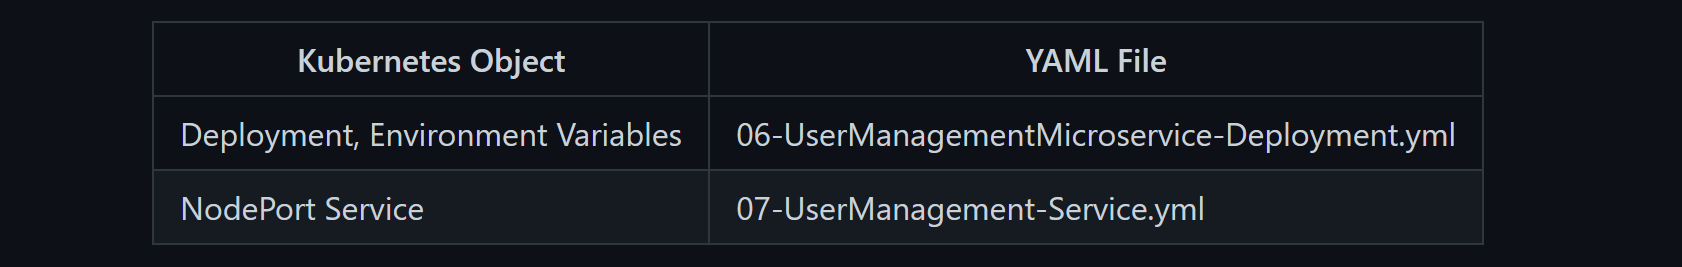 Kubernetes Object YAML File
Deployment, Environment Variables 06-UserManagementMicroservice-Deployment.yml
NodePort Service 07-UserManagement-Service.yml